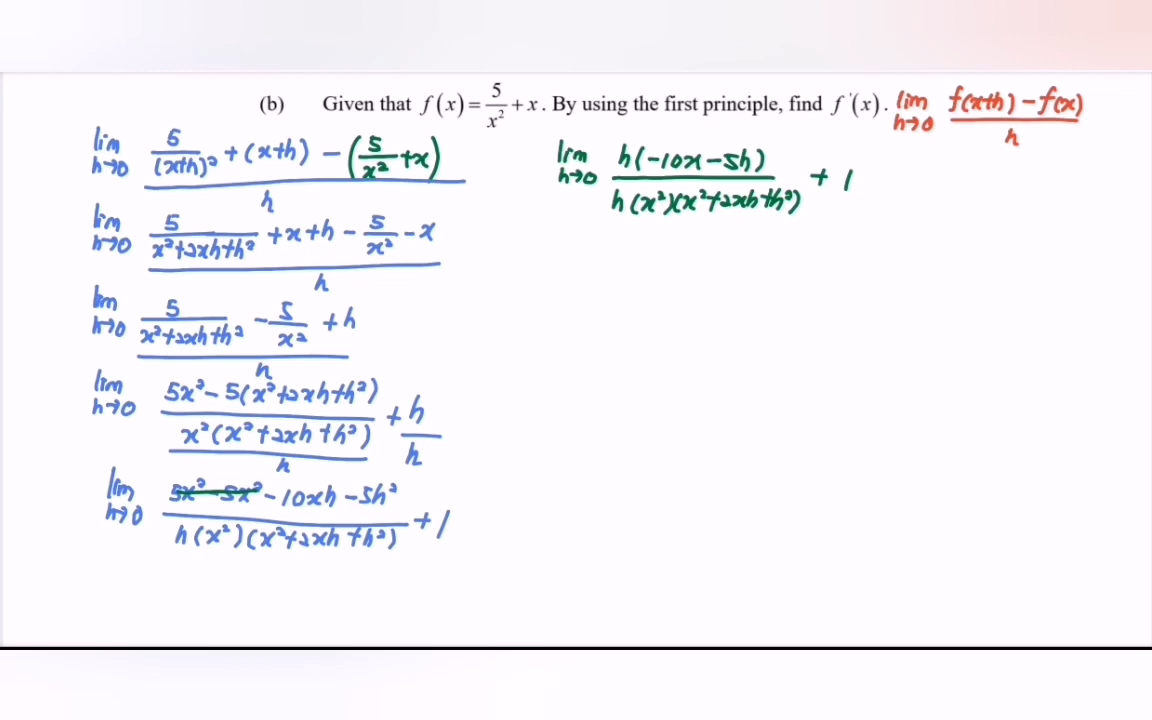 (b) Given that f(x) = 5/x² + x. By using the first principle, find f'(x). lim h→0 (f(x+h) - f(x))/h
lim h→0 (5/(x+h)² + (x+h) - (5/x² + x))/h
lim h→0 (5/(x²+2xh+h²) + x + h - 5/x² - x)/h
lim h→0 (5/(x²+2xh+h²) - 5/x² + h)/h
lim h→0 ((5x² - 5(x²+2xh+h²))/(x²(x²+2xh+h²)))/h + h/h
lim h→0 (5x² - 5x² - 10xh - 5h²)/(h(x²)(x²+2xh+h²)) + 1
lim h→0 (h(-10x - 5h))/(h(x²)(x²+2xh+h²)) + 1